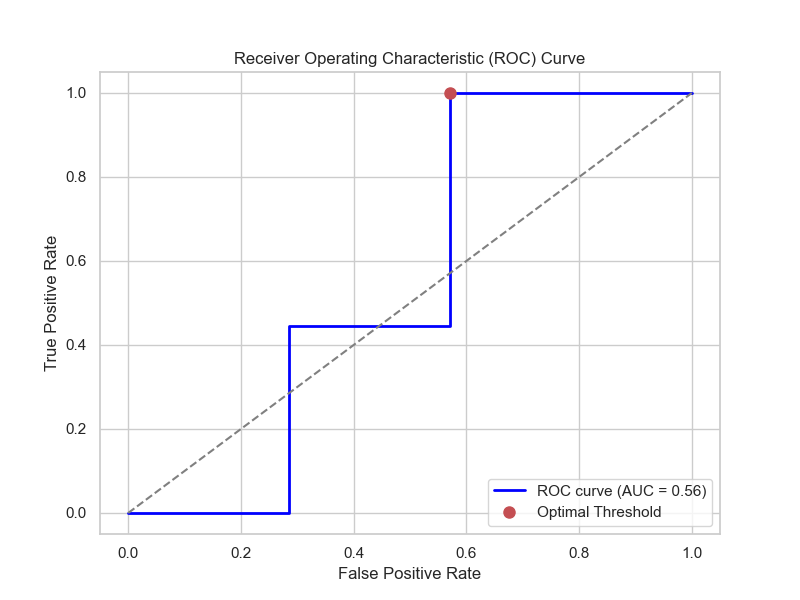 Receiver Operating Characteristic (ROC) Curve
1.0
0.8
0.6
0.4
0.2
0.0
True Positive Rate
0.0 0.2 0.4 0.6 0.8 1.0
False Positive Rate
ROC curve (AUC = 0.56)
Optimal Threshold